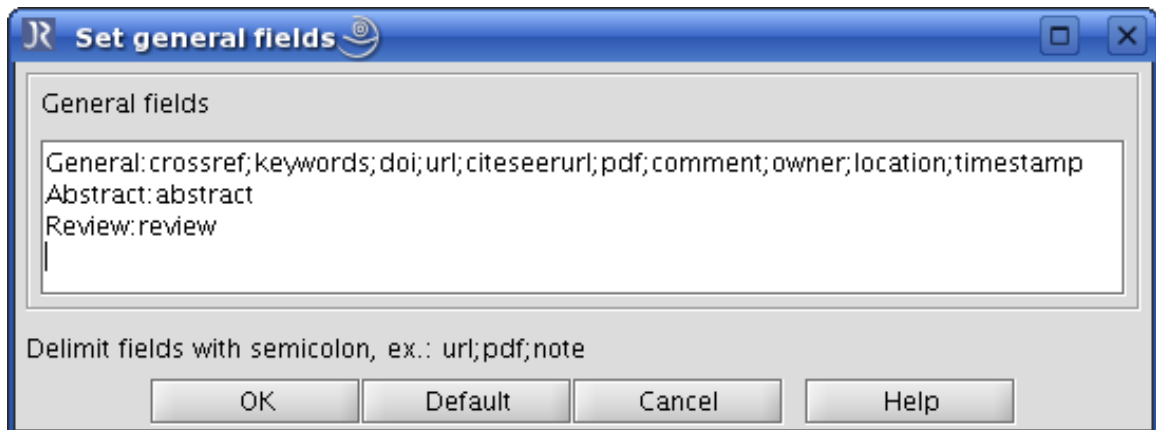 JR Set general fields
General fields
General:crossref;keywords;doi;url;citeseerurl;pdf;comment;owner;location;timestamp
Abstract:abstract
Review:review
Delimit fields with semicolon, ex.: url;pdf;note
OK Default Cancel Help